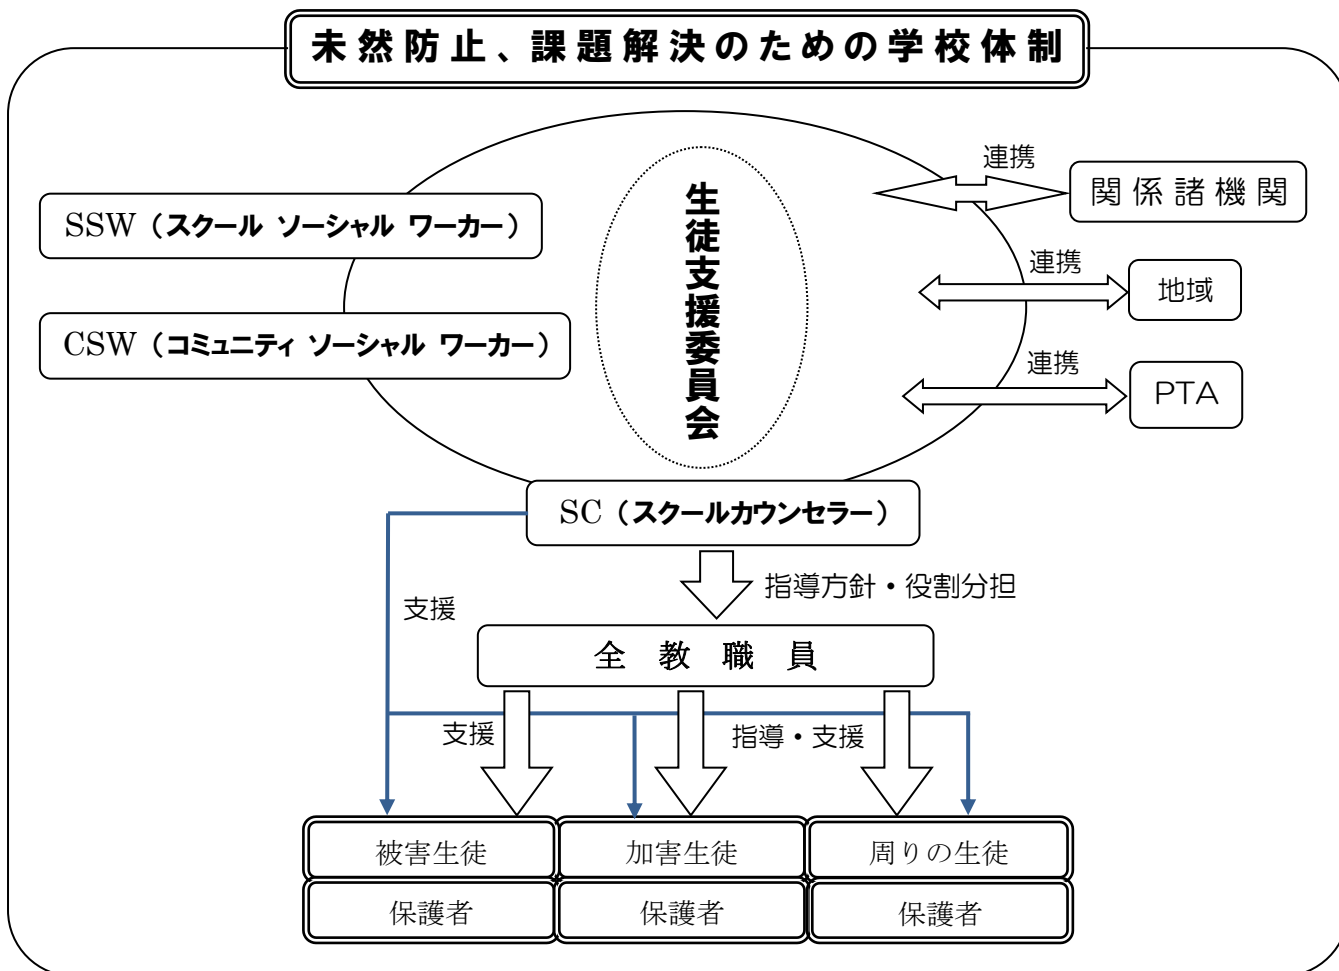 未然防止、課題解決のための学校体制
連携
関係諸機関
SSW（スクール ソーシャル ワーカー）
生徒支援委員会
連携
地域
CSW（コミュニティ ソーシャル ワーカー）
連携
PTA
SC（スクールカウンセラー）
指導方針・役割分担
支援
全教職員
支援
指導・支援
被害生徒
加害生徒
周りの生徒
保護者
保護者
保護者